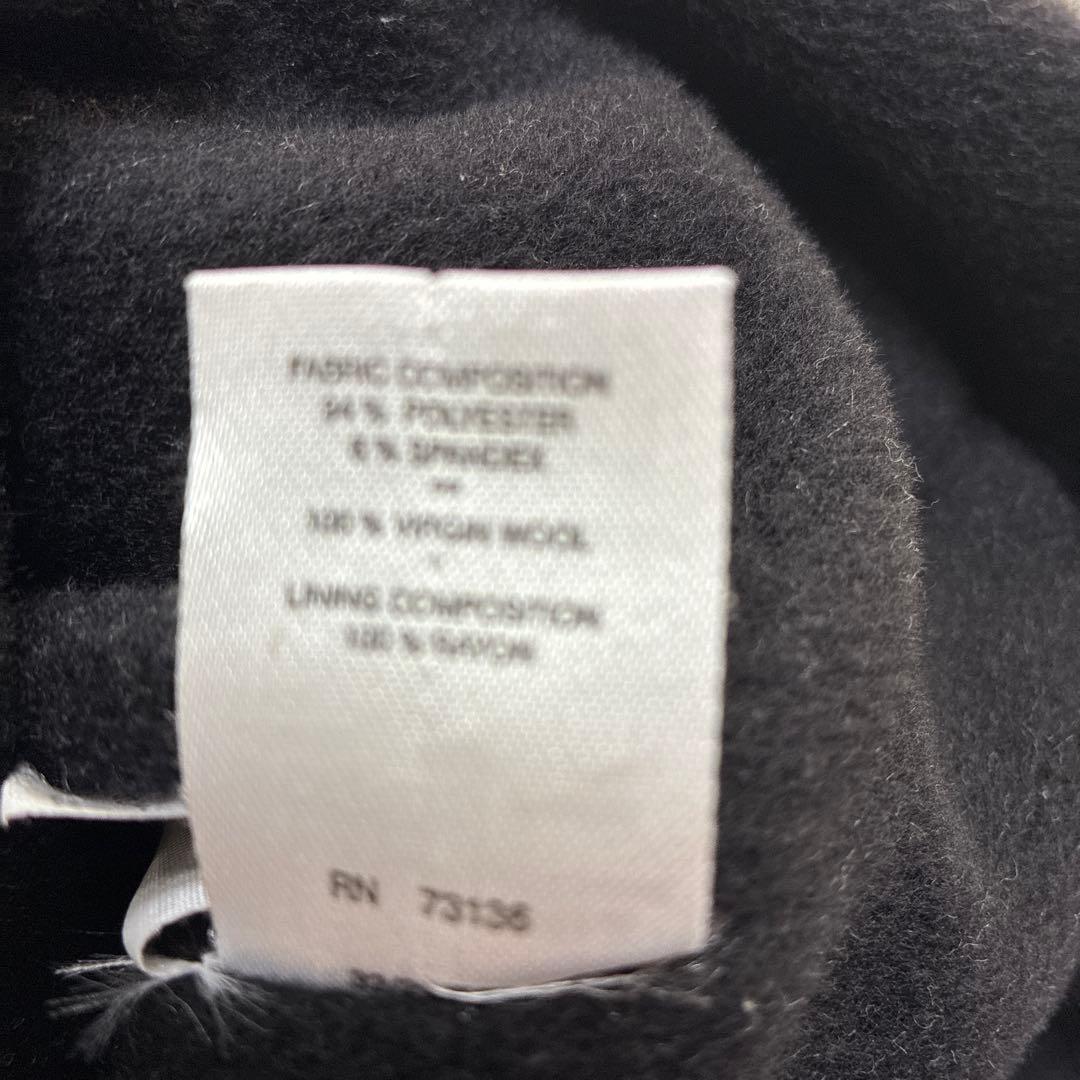 FABRIC COMPOSITION
94 % POLYESTER
6 % SPANDEX
--
100 % VIRGIN WOOL
-
LINING COMPOSITION
100 % RAYON
RN 73136